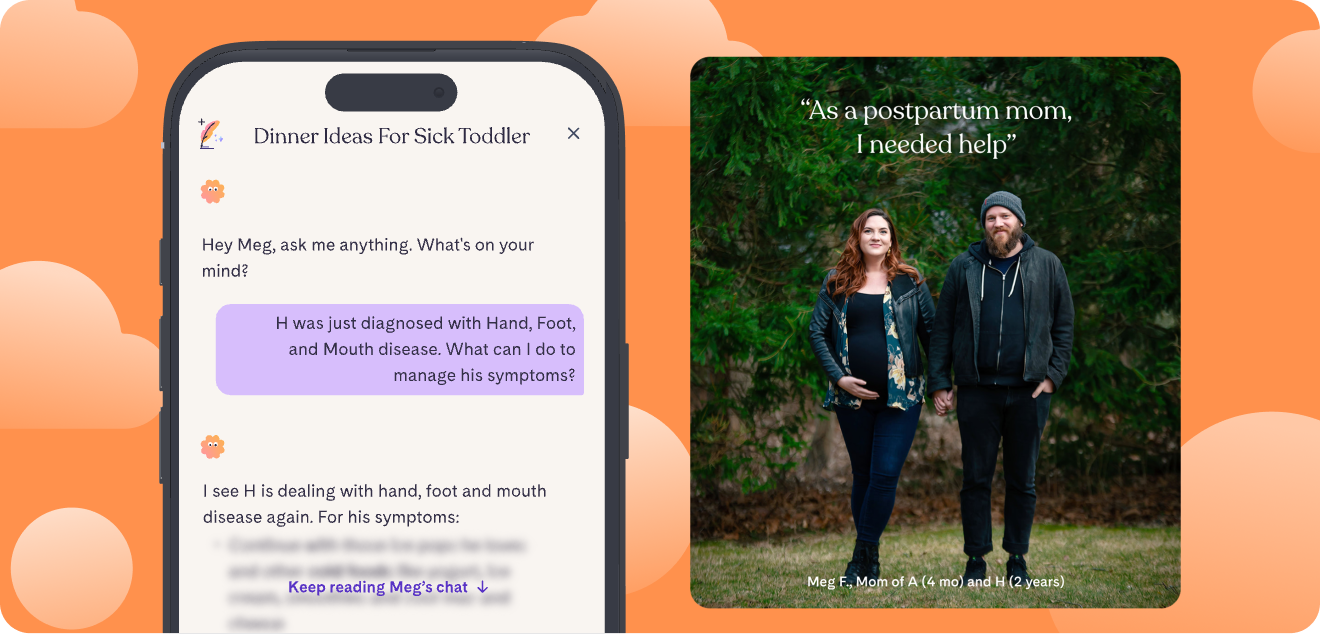 Dinner Ideas For Sick Toddler
Hey Meg, ask me anything. What's on your
mind?
H was just diagnosed with Hand, Foot,
and Mouth disease. What can I do to
manage his symptoms?
I see H is dealing with hand, foot and mouth
disease again. For his symptoms:
Keep reading Meg's chat ↓
“As a postpartum mom,
I needed help”
Meg F., Mom of A (4 mo) and H (2 years)